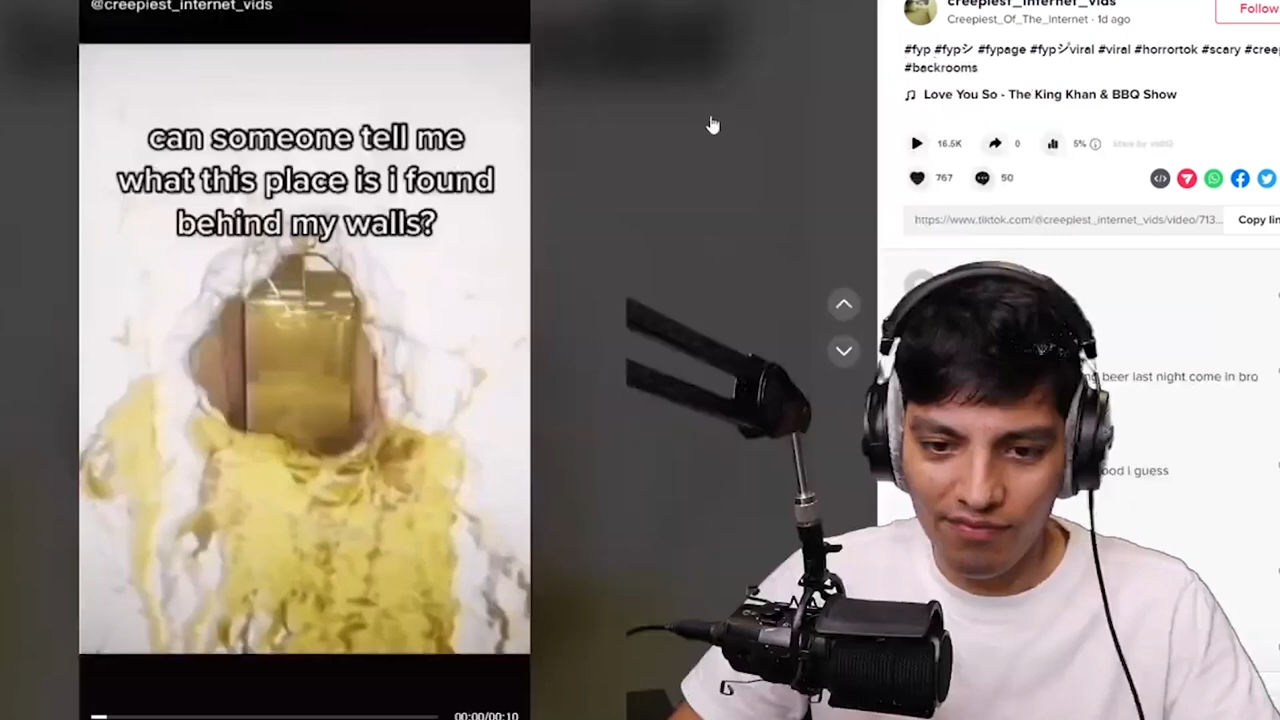 @creepiest_internet_vids
can someone tell me
what this place is i found
behind my walls?
00:00/00:10
creepiest_internet_vids
Creepiest_Of_The_Internet · 1d ago
Follow
#fyp #fypシ #fypage #fypシviral #viral #horrortok #scary #cree
#backrooms
Love You So - The King Khan & BBQ Show
16.5K
0
5%
767
50
https://www.tiktok.com/@creepiest_internet_vids/video/713...
Copy lin
beer last night come in bro
ood i guess